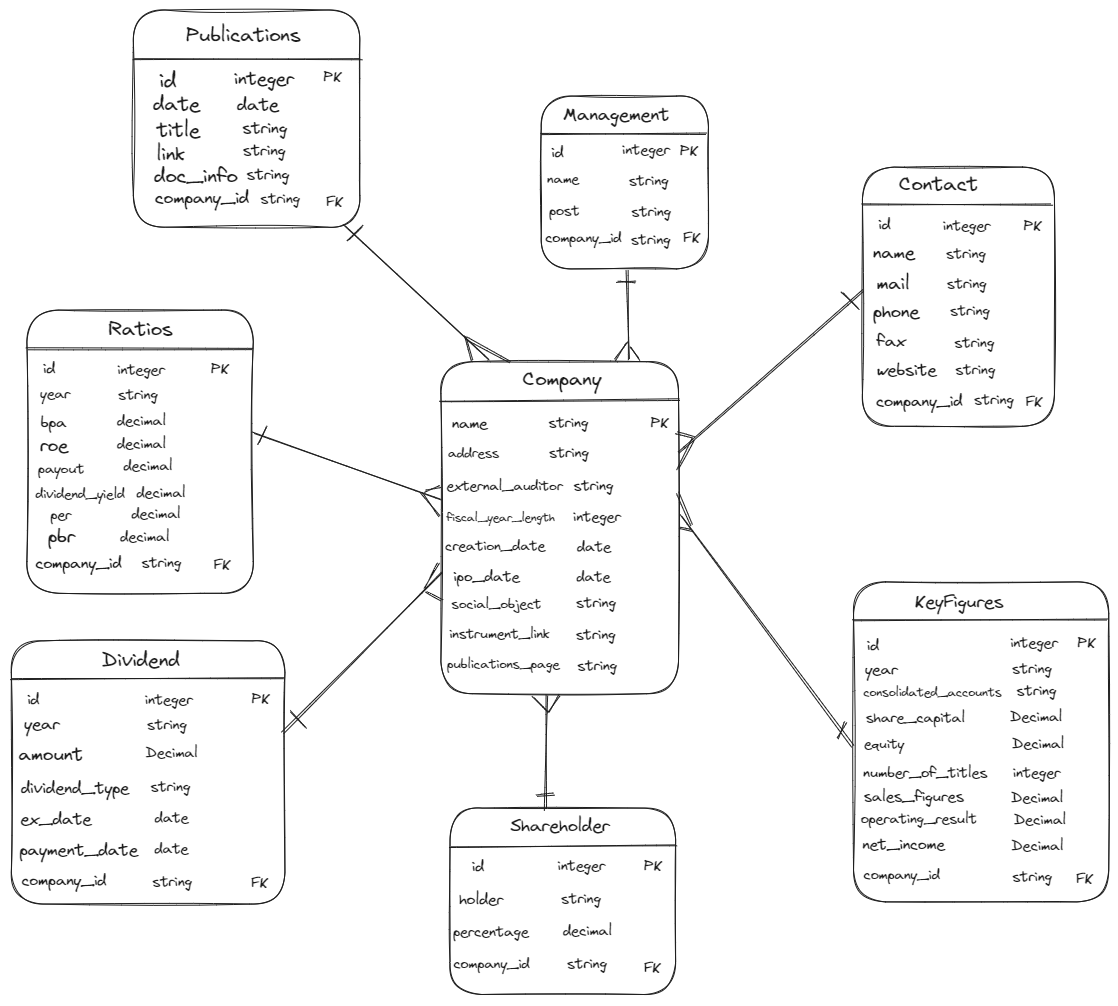 Publications
id integer PK
date date
title string
link string
doc_info string
company_id string FK
Management
id integer PK
name string
post string
company_id string FK
Contact
id integer PK
name string
mail string
phone string
fax string
website string
company_id string FK
Ratios
id integer PK
year string
bpa decimal
roe decimal
payout decimal
dividend_yield decimal
per decimal
pbr decimal
company_id string FK
Company
name string PK
address string
external_auditor string
fiscal_year_length integer
creation_date date
ipo_date date
social_object string
instrument_link string
publications_page string
Dividend
id integer PK
year string
amount Decimal
dividend_type string
ex_date date
payment_date date
company_id string FK
KeyFigures
id integer PK
year string
consolidated_accounts string
share_capital Decimal
equity Decimal
number_of_titles integer
sales_figures Decimal
operating_result Decimal
net_income Decimal
company_id string FK
Shareholder
id integer PK
holder string
percentage decimal
company_id string FK